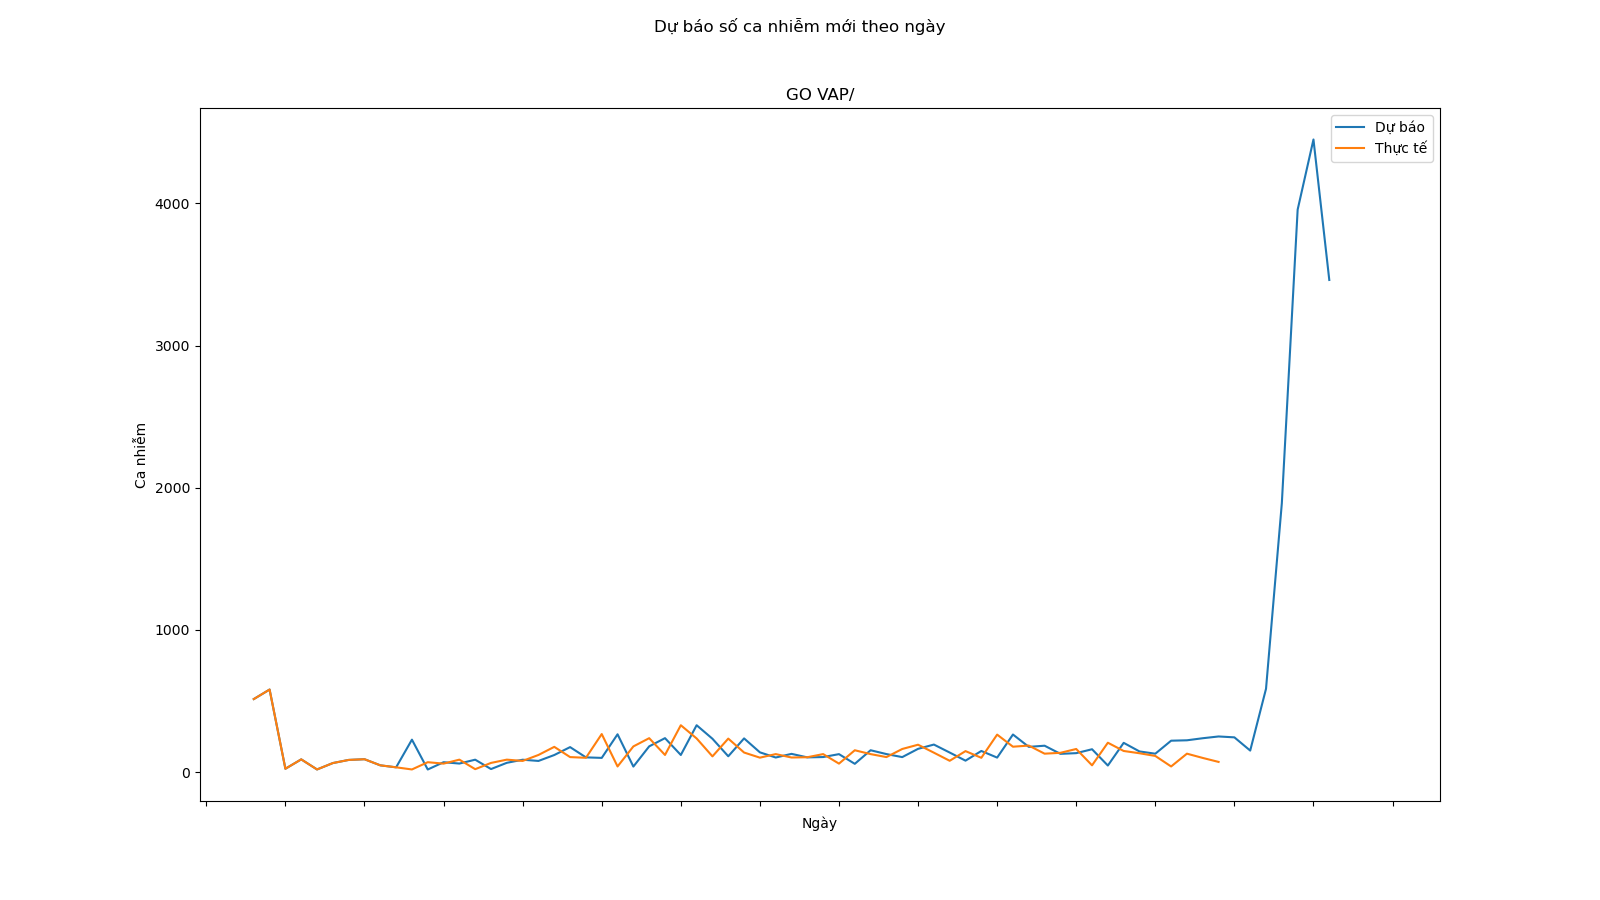 Dự báo số ca nhiễm mới theo ngày
GO VAP/
Dự báo
Thực tế
4000
3000
2000
1000
0
Ca nhiễm
Ngày